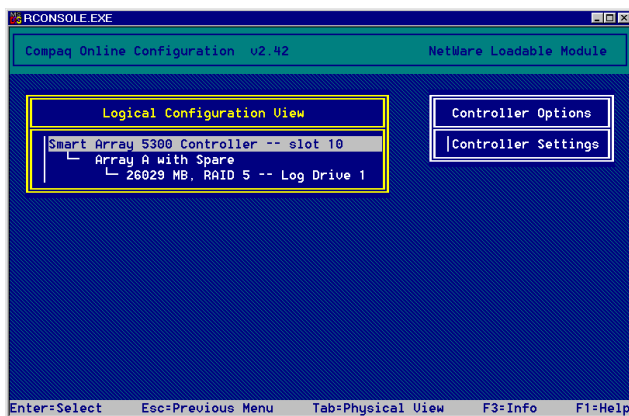 RCONSOLE.EXE
Compaq Online Configuration v2.42 NetWare Loadable Module
Logical Configuration View
Smart Array 5300 Controller -- slot 10
Array A with Spare
26029 MB, RAID 5 -- Log Drive 1
Controller Options
Controller Settings
Enter=Select Esc=Previous Menu Tab=Physical View F3=Info F1=Help